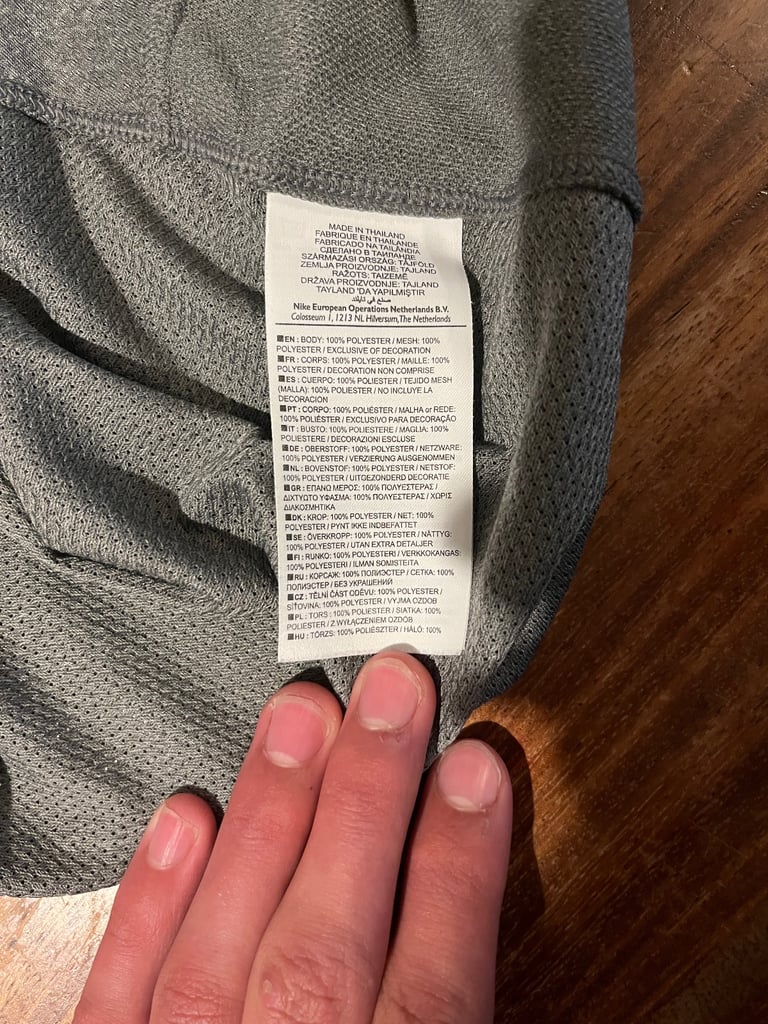 MADE IN THAILAND
FABRIQUE EN THAILANDE
FABRICADO NA TAILÂNDIA
СДЕЛАНО В ТАИЛАНДЕ
SZÁRMAZÁSI ORSZÁG: TÁJFÖLD
ZEMLJA PROIZVODNJE: TAJLAND
RAŽOTS: TAIZEMĒ
DRŽAVA PROIZVODNJE: TAJLAND
TAYLAND 'DA YAPILMIŞTIR
صنع في تايلند
Nike European Operations Netherlands B.V.
Colosseum 1, 1213 NL Hilversum, The Netherlands
EN : BODY: 100% POLYESTER / MESH: 100%
POLYESTER / EXCLUSIVE OF DECORATION
FR : CORPS: 100% POLYESTER / MAILLE: 100%
POLYESTER / DECORATION NON COMPRISE
ES : CUERPO: 100% POLIESTER / TEJIDO MESH
(MALLA): 100% POLIESTER / NO INCLUYE LA
DECORACION
PT : CORPO: 100% POLIÉSTER / MALHA or REDE:
100% POLIÉSTER / EXCLUSIVO PARA DECORAÇÃO
IT : BUSTO: 100% POLIESTERE / MAGLIA: 100%
POLIESTERE / DECORAZIONI ESCLUSE
DE : OBERSTOFF: 100% POLYESTER / NETZWARE:
100% POLYESTER / VERZIERUNG AUSGENOMMEN
NL : BOVENSTOF: 100% POLYESTER / NETSTOF:
100% POLYESTER / UITGEZONDERD DECORATIE
GR : ΕΠΑΝΩ ΜΕΡΟΣ: 100% ΠΟΛΥΕΣΤΕΡΑΣ /
ΔΙΧΤΥΩΤΟ ΥΦΑΣΜΑ: 100% ΠΟΛΥΕΣΤΕΡΑΣ / ΧΩΡΙΣ
ΔΙΑΚΟΣΜΗΤΙΚΑ
DK : KROP: 100% POLYESTER / NET: 100%
POLYESTER / PYNT IKKE INDBEFATTET
SE : ÖVERKROPP: 100% POLYESTER / NÄTTYG:
100% POLYESTER / UTAN EXTRA DETALJER
FI : RUNKO: 100% POLYESTERI / VERKKOKANGAS:
100% POLYESTERI / ILMAN SOMISTEITA
RU : КОРСАЖ: 100% ПОЛИЭСТЕР / СЕТКА: 100%
ПОЛИЭСТЕР / БЕЗ УКРАШЕНИЙ
CZ : TĚLNÍ ČÁST ODĚVU: 100% POLYESTER /
SÍŤOVINA: 100% POLYESTER / VYJMA OZDOB
PL : TORS : 100% POLIESTER / SIATKA: 100%
POLIESTER / Z WYŁĄCZENIEM OZDÓB
HU : TÖRZS: 100% POLIÉSZTER / HÁLÓ: 100%